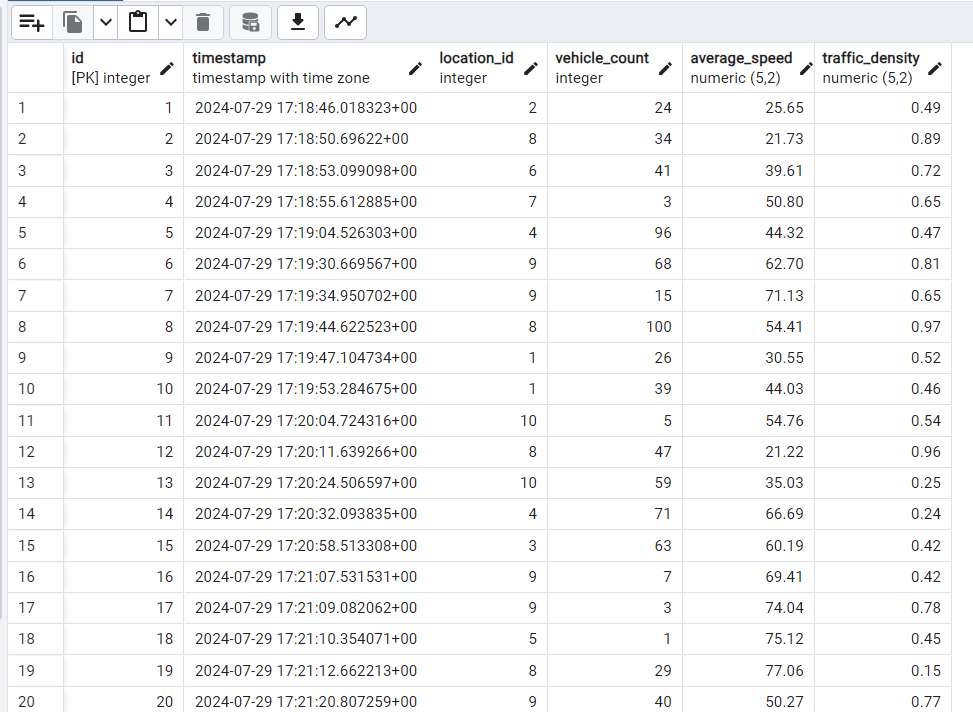 id timestamp location_id vehicle_count average_speed traffic_density
[PK] integer timestamp with time zone integer integer numeric (5,2) numeric (5,2)
1 1 2024-07-29 17:18:46.018323+00 2 24 25.65 0.49
2 2 2024-07-29 17:18:50.69622+00 8 34 21.73 0.89
3 3 2024-07-29 17:18:53.099098+00 6 41 39.61 0.72
4 4 2024-07-29 17:18:55.612885+00 7 3 50.80 0.65
5 5 2024-07-29 17:19:04.526303+00 4 96 44.32 0.47
6 6 2024-07-29 17:19:30.669567+00 9 68 62.70 0.81
7 7 2024-07-29 17:19:34.950702+00 9 15 71.13 0.65
8 8 2024-07-29 17:19:44.622523+00 8 100 54.41 0.97
9 9 2024-07-29 17:19:47.104734+00 1 26 30.55 0.52
10 10 2024-07-29 17:19:53.284675+00 1 39 44.03 0.46
11 11 2024-07-29 17:20:04.724316+00 10 5 54.76 0.54
12 12 2024-07-29 17:20:11.639266+00 8 47 21.22 0.96
13 13 2024-07-29 17:20:24.506597+00 10 59 35.03 0.25
14 14 2024-07-29 17:20:32.093835+00 4 71 66.69 0.24
15 15 2024-07-29 17:20:58.513308+00 3 63 60.19 0.42
16 16 2024-07-29 17:21:07.531531+00 9 7 69.41 0.42
17 17 2024-07-29 17:21:09.082062+00 9 3 74.04 0.78
18 18 2024-07-29 17:21:10.354071+00 5 1 75.12 0.45
19 19 2024-07-29 17:21:12.662213+00 8 29 77.06 0.15
20 20 2024-07-29 17:21:20.807259+00 9 40 50.27 0.77